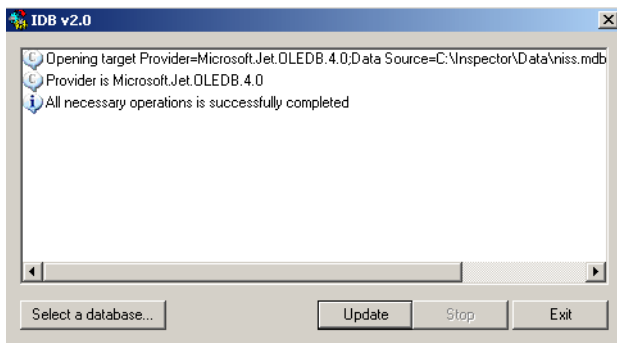 IDB v2.0
Opening target Provider=Microsoft.Jet.OLEDB.4.0;Data Source=C:\Inspector\Data\niss.mdb
Provider is Microsoft.Jet.OLEDB.4.0
All necessary operations is successfully completed
Select a database... Update Stop Exit